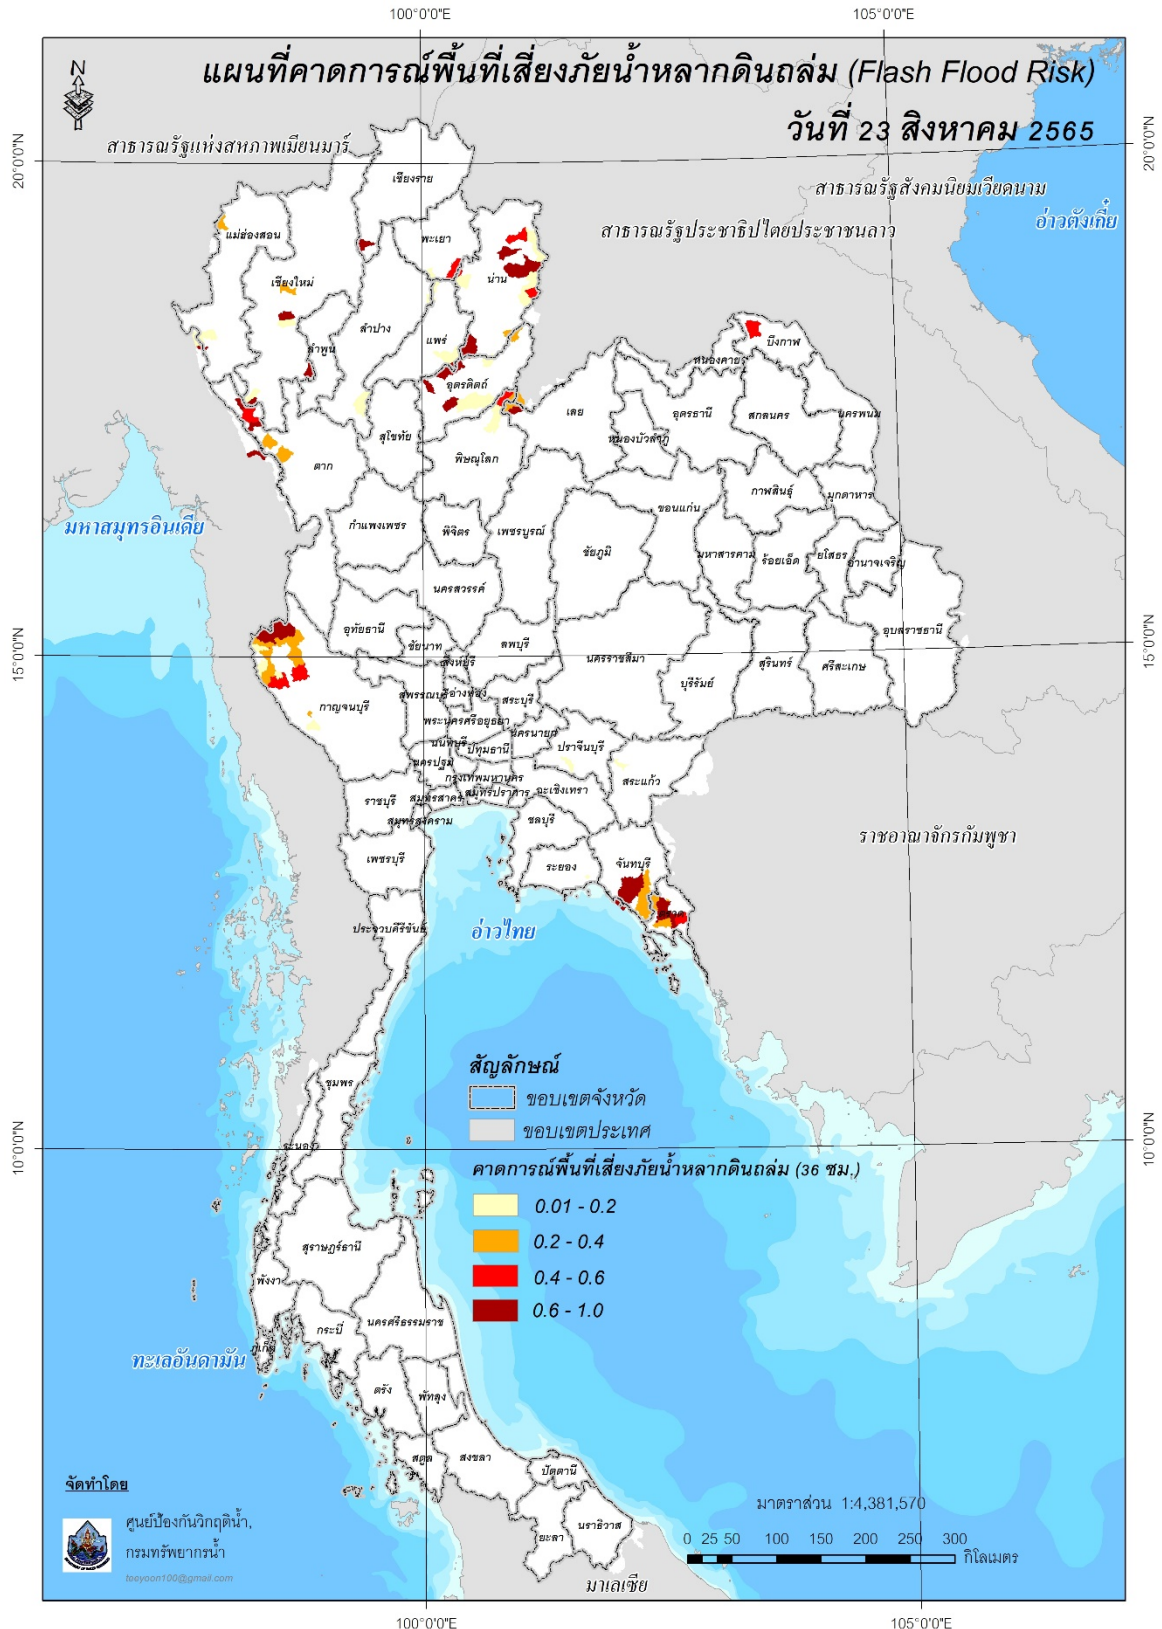 100°0'0"E
105°0'0"E
แผนที่คาดการณ์พื้นที่เสี่ยงภัยน้ำหลากดินถล่ม (Flash Flood Risk)
วันที่ 23 สิงหาคม 2565
N
20°0'0"N
20°0'0"N
สาธารณรัฐแห่งสหภาพเมียนมาร์
เชียงราย
สาธารณรัฐสังคมนิยมเวียดนาม
อ่าวตังเกี๋ย
สาธารณรัฐประชาธิปไตยประชาชนลาว
แม่ฮ่องสอน
พะเยา
น่าน
เชียงใหม่
ลำปาง
ลำพูน
แพร่
บึงกาฬ
หนองคาย
อุตรดิตถ์
เลย
อุดรธานี
สกลนคร
นครพนม
สุโขทัย
หนองบัวลำภู
ตาก
พิษณุโลก
กาฬสินธุ์
มุกดาหาร
มหาสมุทรอินเดีย
กำแพงเพชร
พิจิตร
เพชรบูรณ์
ขอนแก่น
ชัยภูมิ
มหาสารคาม
ร้อยเอ็ด
ยโสธร
อำนาจเจริญ
นครสวรรค์
อุทัยธานี
ชัยนาท
ลพบุรี
อุบลราชธานี
15°0'0"N
15°0'0"N
สิงห์บุรี
นครราชสีมา
บุรีรัมย์
สุรินทร์
ศรีสะเกษ
กาญจนบุรี
สุพรรณบุรี
อ่างทอง
สระบุรี
พระนครศรีอยุธยา
นครนายก
นนทบุรี
ปทุมธานี
ปราจีนบุรี
นครปฐม
กรุงเทพมหานคร
สระแก้ว
ราชบุรี
สมุทรสาคร
สมุทรปราการ
ฉะเชิงเทรา
สมุทรสงคราม
ชลบุรี
เพชรบุรี
ระยอง
จันทบุรี
ราชอาณาจักรกัมพูชา
ตราด
ประจวบคีรีขันธ์
อ่าวไทย
สัญลักษณ์
ขอบเขตจังหวัด
ขอบเขตประเทศ
ชุมพร
ระนอง
10°0'0"N
10°0'0"N
คาดการณ์พื้นที่เสี่ยงภัยน้ำหลากดินถล่ม (36 ชม.)
0.01 - 0.2
0.2 - 0.4
0.4 - 0.6
0.6 - 1.0
สุราษฎร์ธานี
พังงา
นครศรีธรรมราช
กระบี่
ภูเก็ต
ทะเลอันดามัน
ตรัง
พัทลุง
สตูล
สงขลา
ปัตตานี
ยะลา
นราธิวาส
มาเลเซีย
จัดทำโดย
ศูนย์ป้องกันวิกฤติน้ำ,
กรมทรัพยากรน้ำ
teeyoon100@gmail.com
มาตราส่วน 1:4,381,570
0 25 50 100 150 200 250 300
กิโลเมตร
100°0'0"E
105°0'0"E